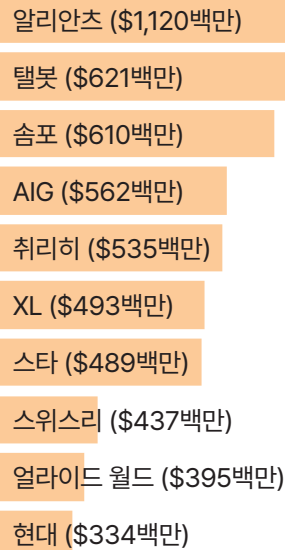 알리안츠 ($1,120백만)
탤봇 ($621백만)
솜포 ($610백만)
AIG ($562백만)
취리히 ($535백만)
XL ($493백만)
스타 ($489백만)
스위스리 ($437백만)
얼라이드 월드 ($395백만)
현대 ($334백만)